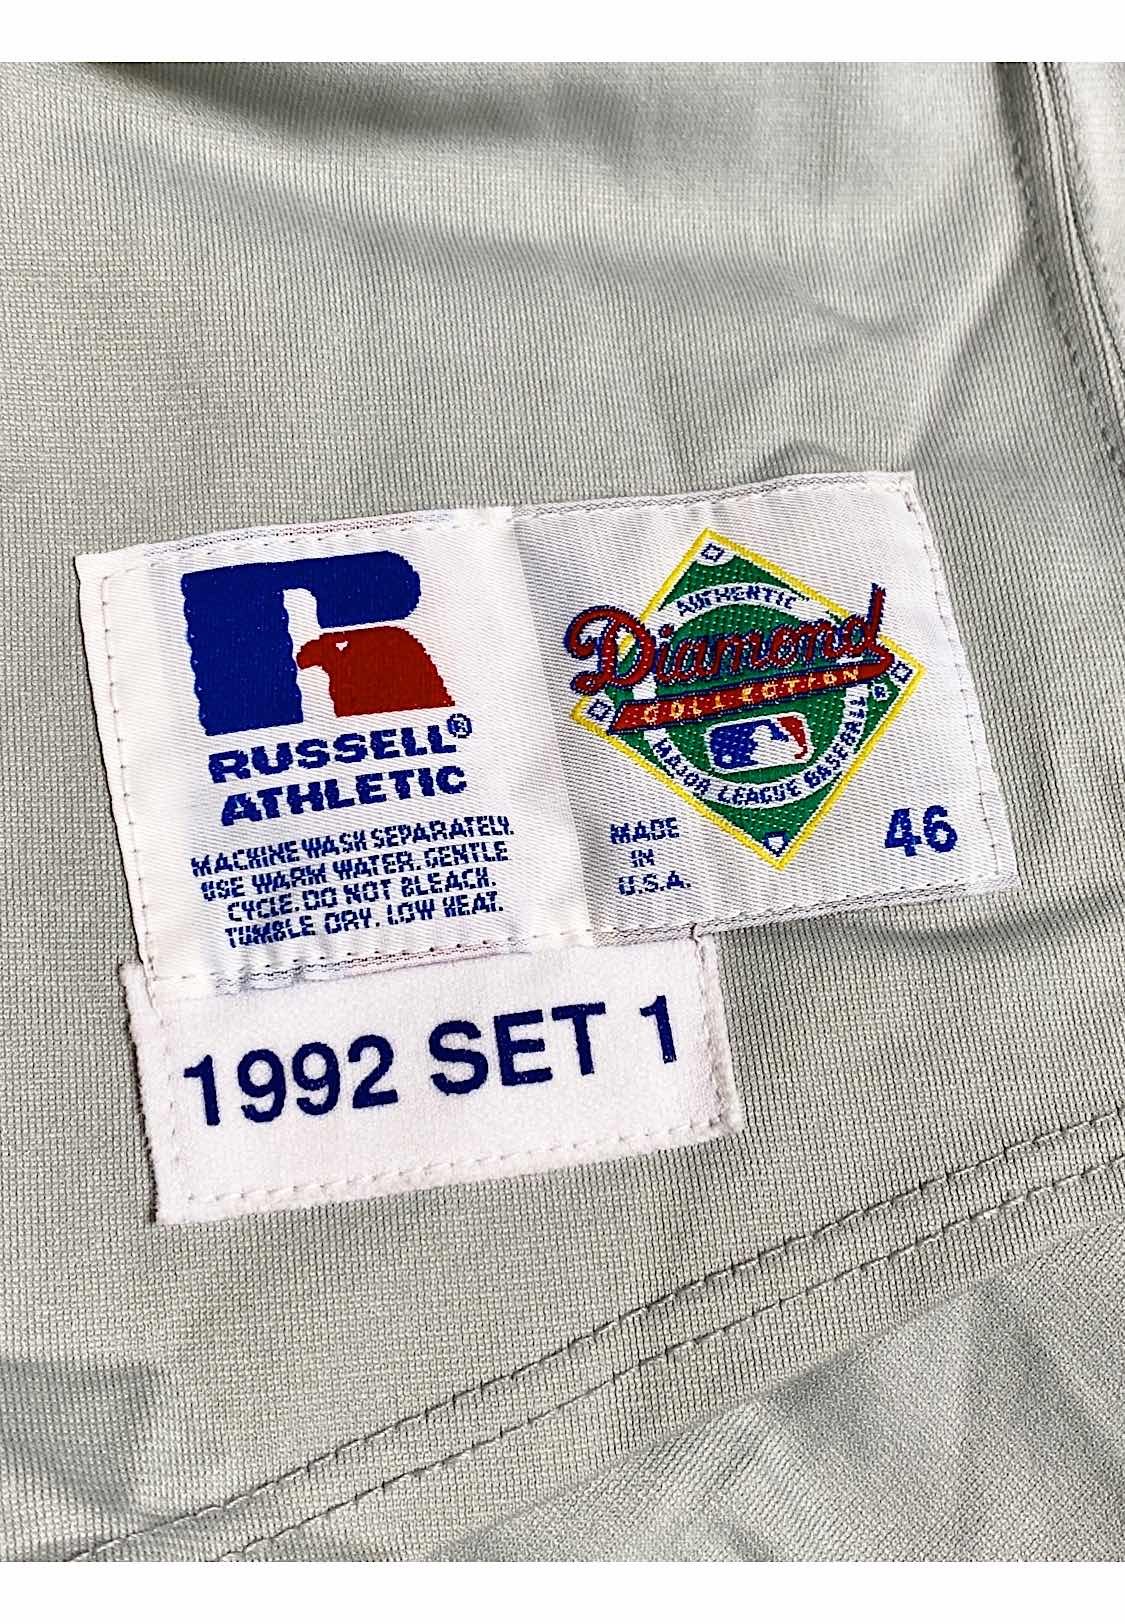 RUSSELL®
ATHLETIC
MACHINE WASH SEPARATELY.
USE WARM WATER. GENTLE
CYCLE. DO NOT BLEACH.
TUMBLE DRY. LOW HEAT.
AUTHENTIC
Diamond
COLLECTION
MAJOR LEAGUE BASEBALL®
MADE
IN
U.S.A.
46
1992 SET 1